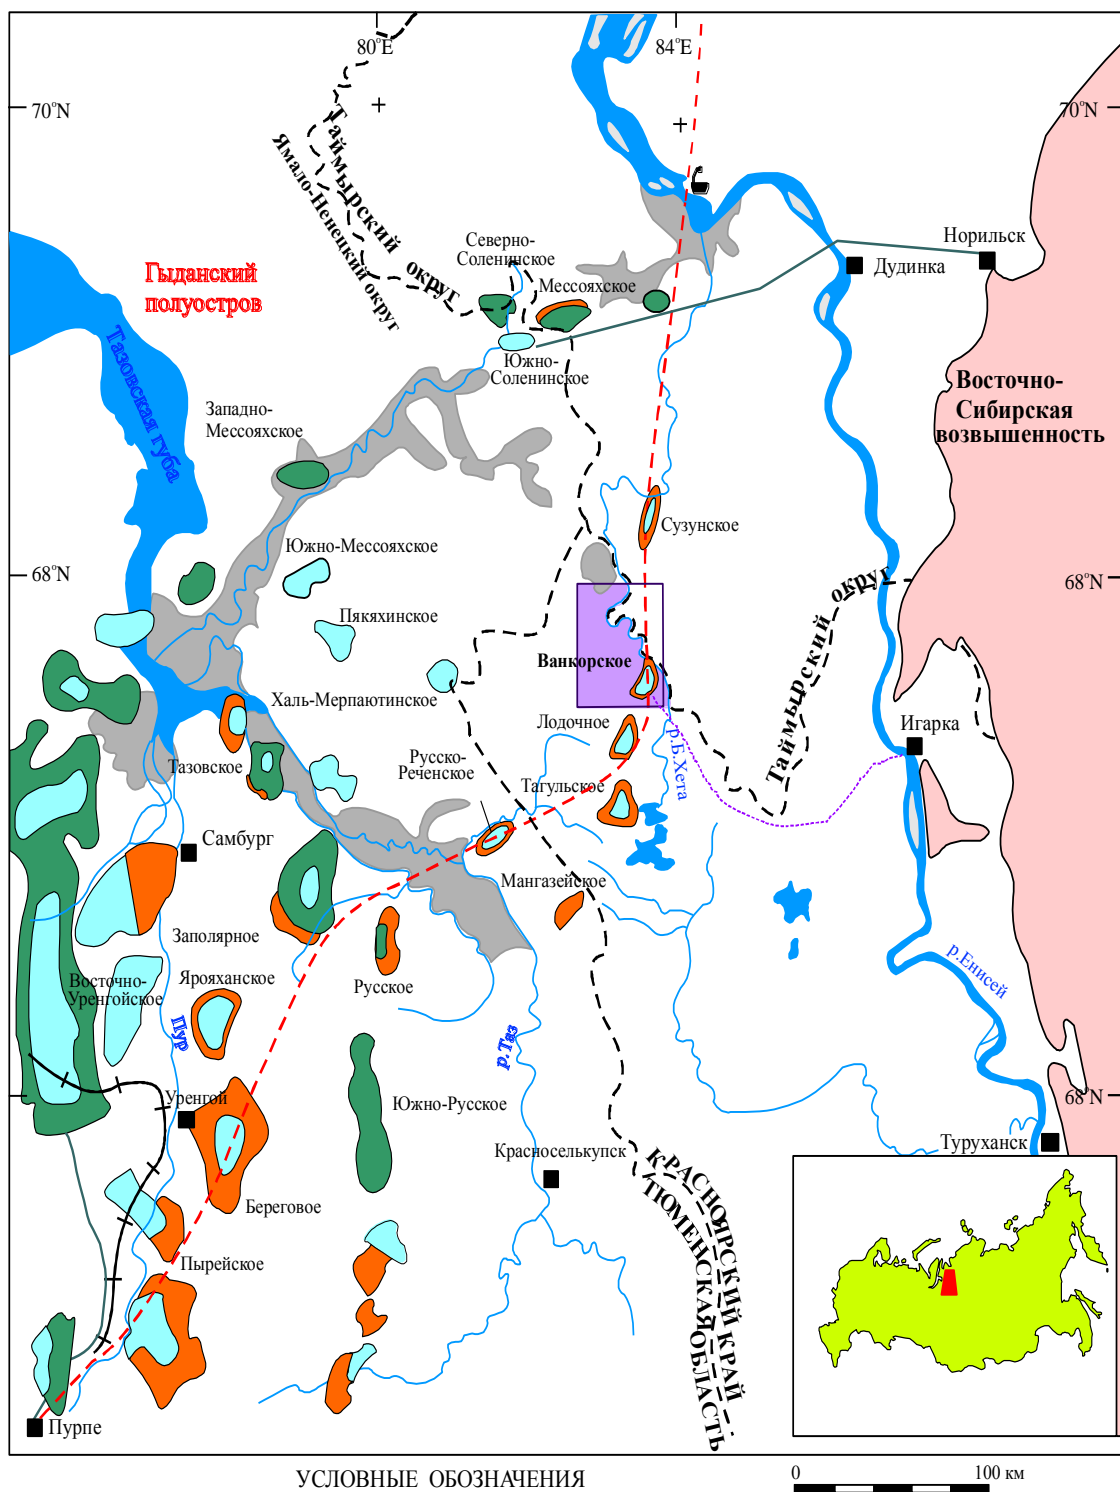 80°E
84°E
70°N
70°N
Таймырский округ
Ямало-Ненецкий округ
Северно-
Соленинское
Мессояхское
Норильск
Дудинка
Гыданский
полуостров
Тазовская губа
Южно-
Соленинское
Восточно-
Сибирская
возвышенность
Западно-
Мессояхское
Сузунское
Южно-Мессояхское
68°N
68°N
Пякяхинское
Таймырский округ
Ванкорское
Халь-Мерпаютинское
Лодочное
р.Б.Хета
Игарка
Русско-
Реченское
Тазовское
Тагульское
Самбург
Мангазейское
Заполярное
Ярояханское
Русское
Восточно-
Уренгойское
р.Енисей
Пур
р.Таз
Уренгой
Южно-Русское
68°N
Туруханск
Красноселькупск
КРАСНОЯРСКИЙ КРАЙ
ТЮМЕНСКАЯ ОБЛАСТЬ
Береговое
Пырейское
Пурпе
УСЛОВНЫЕ ОБОЗНАЧЕНИЯ
0 100 км